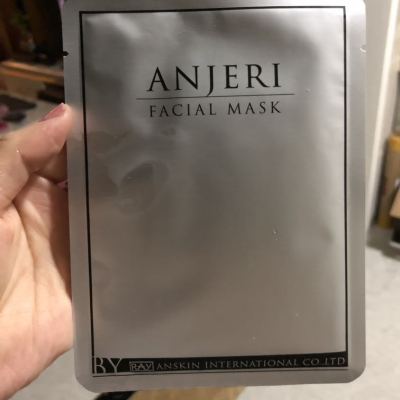 ANJERI
FACIAL MASK
BY RAY ANSKIN INTERNATIONAL CO.,LTD